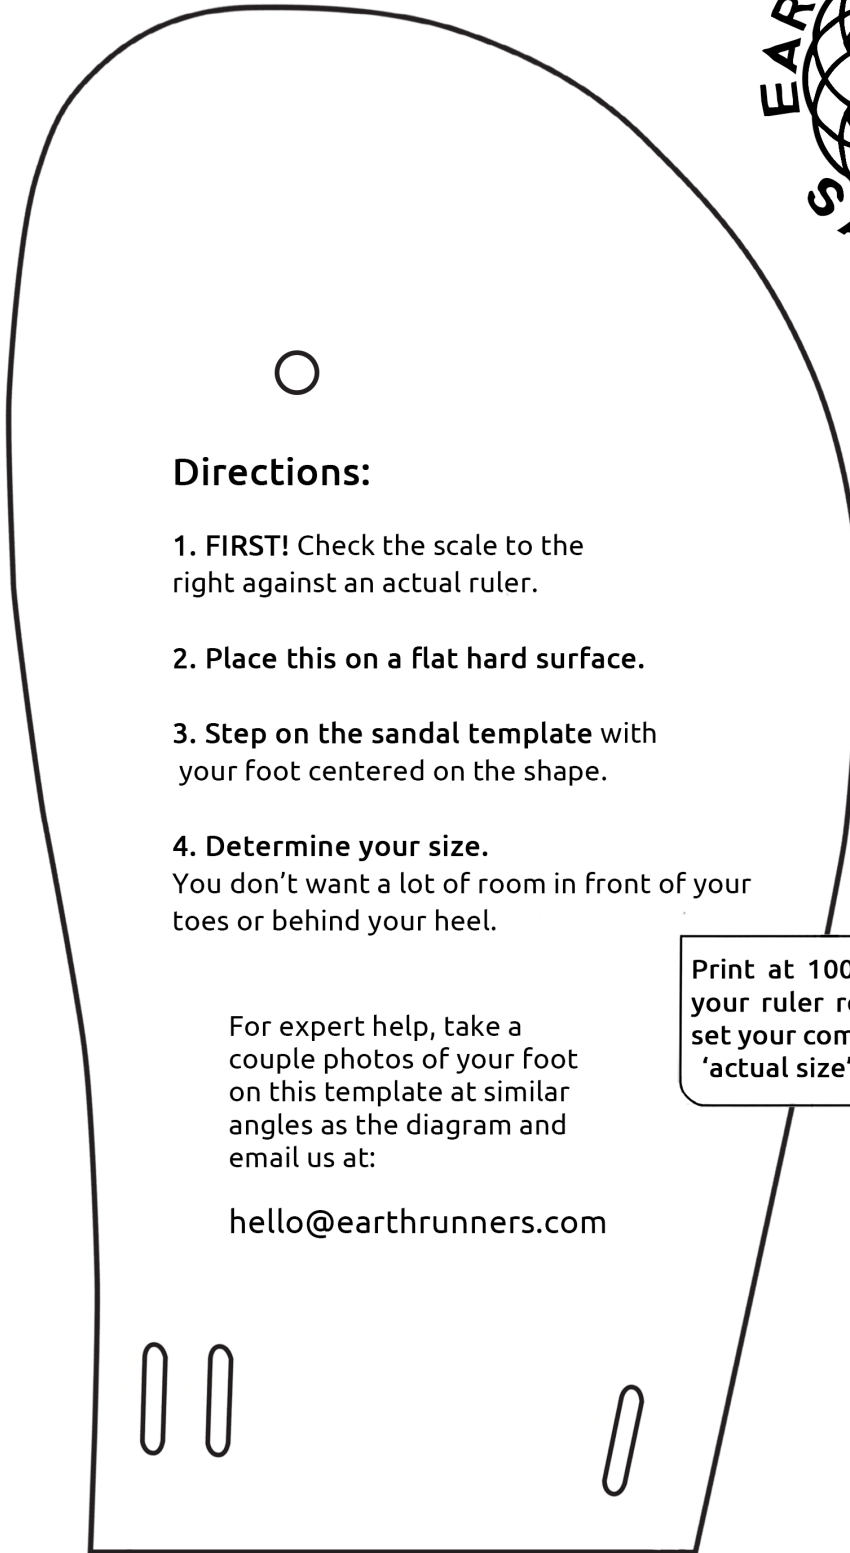 EAR
S
Directions:
1. FIRST! Check the scale to the
right against an actual ruler.
2. Place this on a flat hard surface.
3. Step on the sandal template with
your foot centered on the shape.
4. Determine your size.
You don’t want a lot of room in front of your
toes or behind your heel.
Print at 100
your ruler r
set your com
‘actual size’
For expert help, take a
couple photos of your foot
on this template at similar
angles as the diagram and
email us at:
hello@earthrunners.com